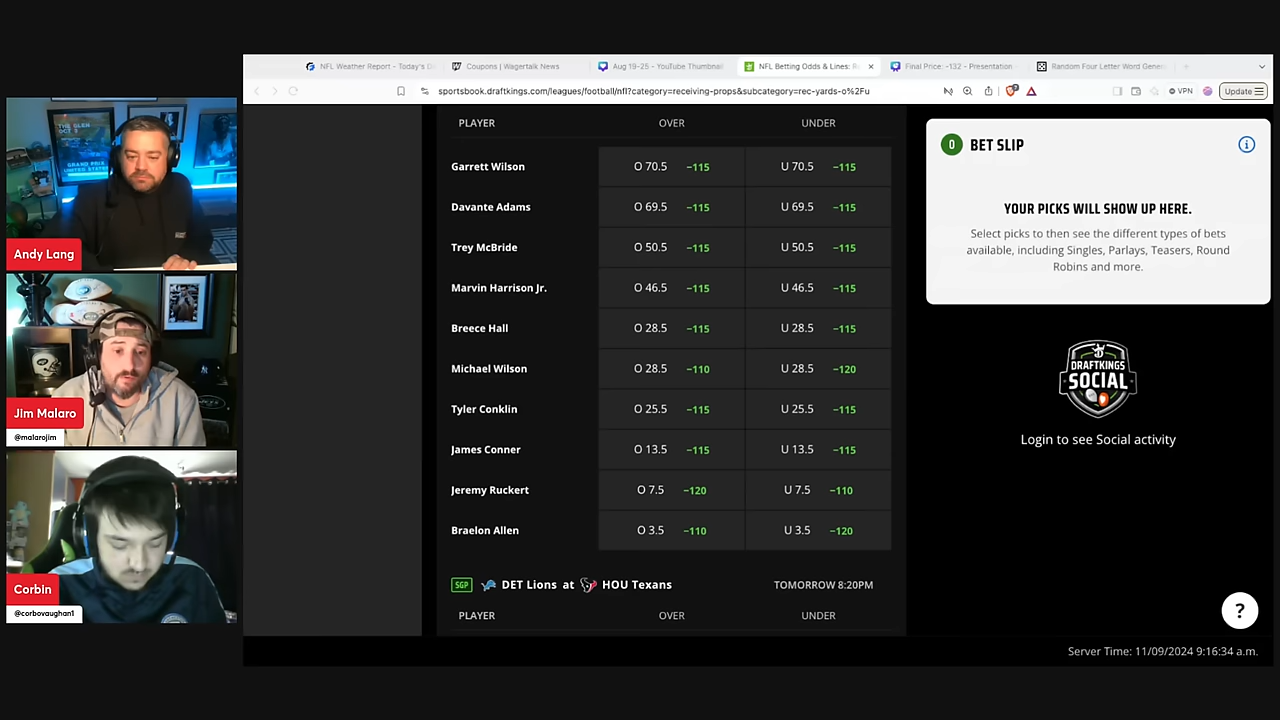 NFL Weather Report - Today's D
Coupons | Wagertalk News
Aug 19-25 - YouTube Thumbnail
NFL Betting Odds & Lines: R
Final Price: -132 - Presentation
Random Four Letter Word Gene
sportsbook.draftkings.com/leagues/football/nfl?category=receiving-props&subcategory=rec-yards-o%2Fu
VPN
Update
PLAYER OVER UNDER
Garrett Wilson O 70.5 −115 U 70.5 −115
Davante Adams O 69.5 −115 U 69.5 −115
Trey McBride O 50.5 −115 U 50.5 −115
Marvin Harrison Jr. O 46.5 −115 U 46.5 −115
Breece Hall O 28.5 −115 U 28.5 −115
Michael Wilson O 28.5 −110 U 28.5 −120
Tyler Conklin O 25.5 −115 U 25.5 −115
James Conner O 13.5 −115 U 13.5 −115
Jeremy Ruckert O 7.5 −120 U 7.5 −110
Braelon Allen O 3.5 −110 U 3.5 −120
SGP DET Lions at HOU Texans TOMORROW 8:20PM
PLAYER OVER UNDER
0 BET SLIP
YOUR PICKS WILL SHOW UP HERE.
Select picks to then see the different types of bets
available, including Singles, Parlays, Teasers, Round
Robins and more.
DRAFTKINGS
SOCIAL
Login to see Social activity
?
Server Time: 11/09/2024 9:16:34 a.m.
THE GLEN
OCT 2
GRAND PRIX
UNITED STATES
Andy Lang
Jim Malaro
@malarojim
Corbin
@corbovaughan1